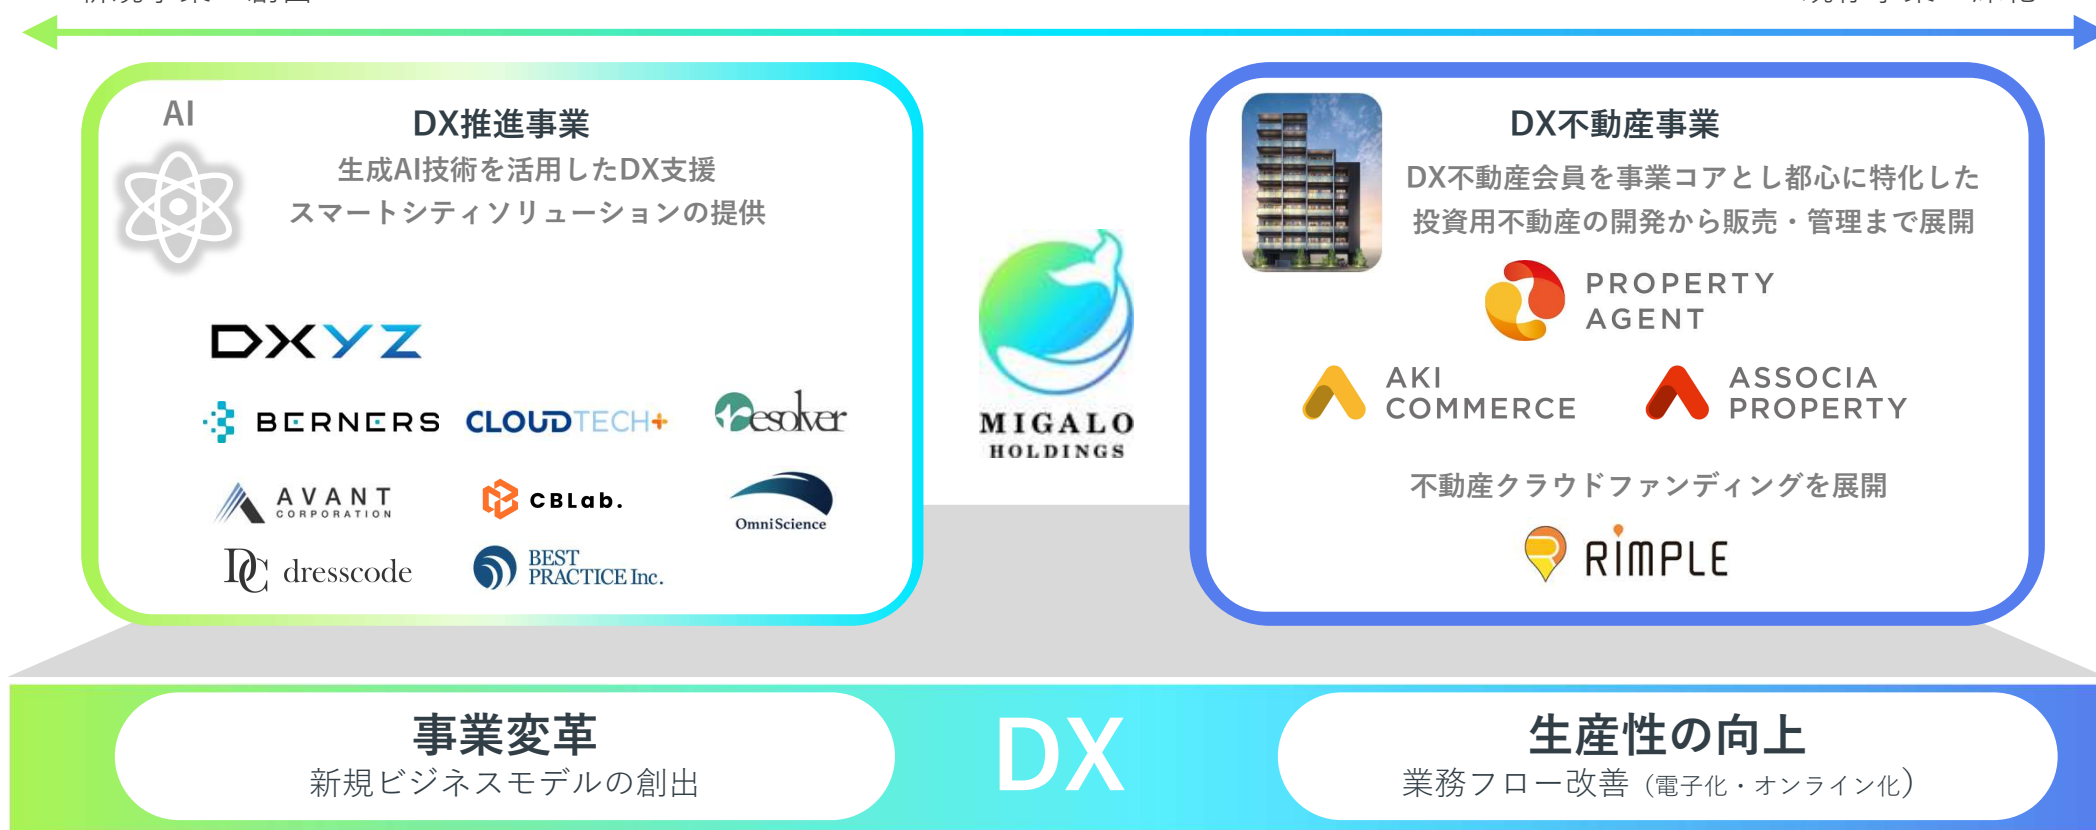 AI
DX推進事業
生成AI技術を活用したDX支援
スマートシティソリューションの提供
DXYZ
BERNERS
CLOUDTECH+
resolver
AVANT
CORPORATION
CBLab.
OmniScience
DC dresscode
BEST
PRACTICE Inc.
MIGALO
HOLDINGS
DX不動産事業
DX不動産会員を事業コアとし都心に特化した
投資用不動産の開発から販売・管理まで展開
PROPERTY
AGENT
AKI
COMMERCE
ASSOCIA
PROPERTY
不動産クラウドファンディングを展開
RIMPLE
事業変革
新規ビジネスモデルの創出
DX
生産性の向上
業務フロー改善（電子化・オンライン化）